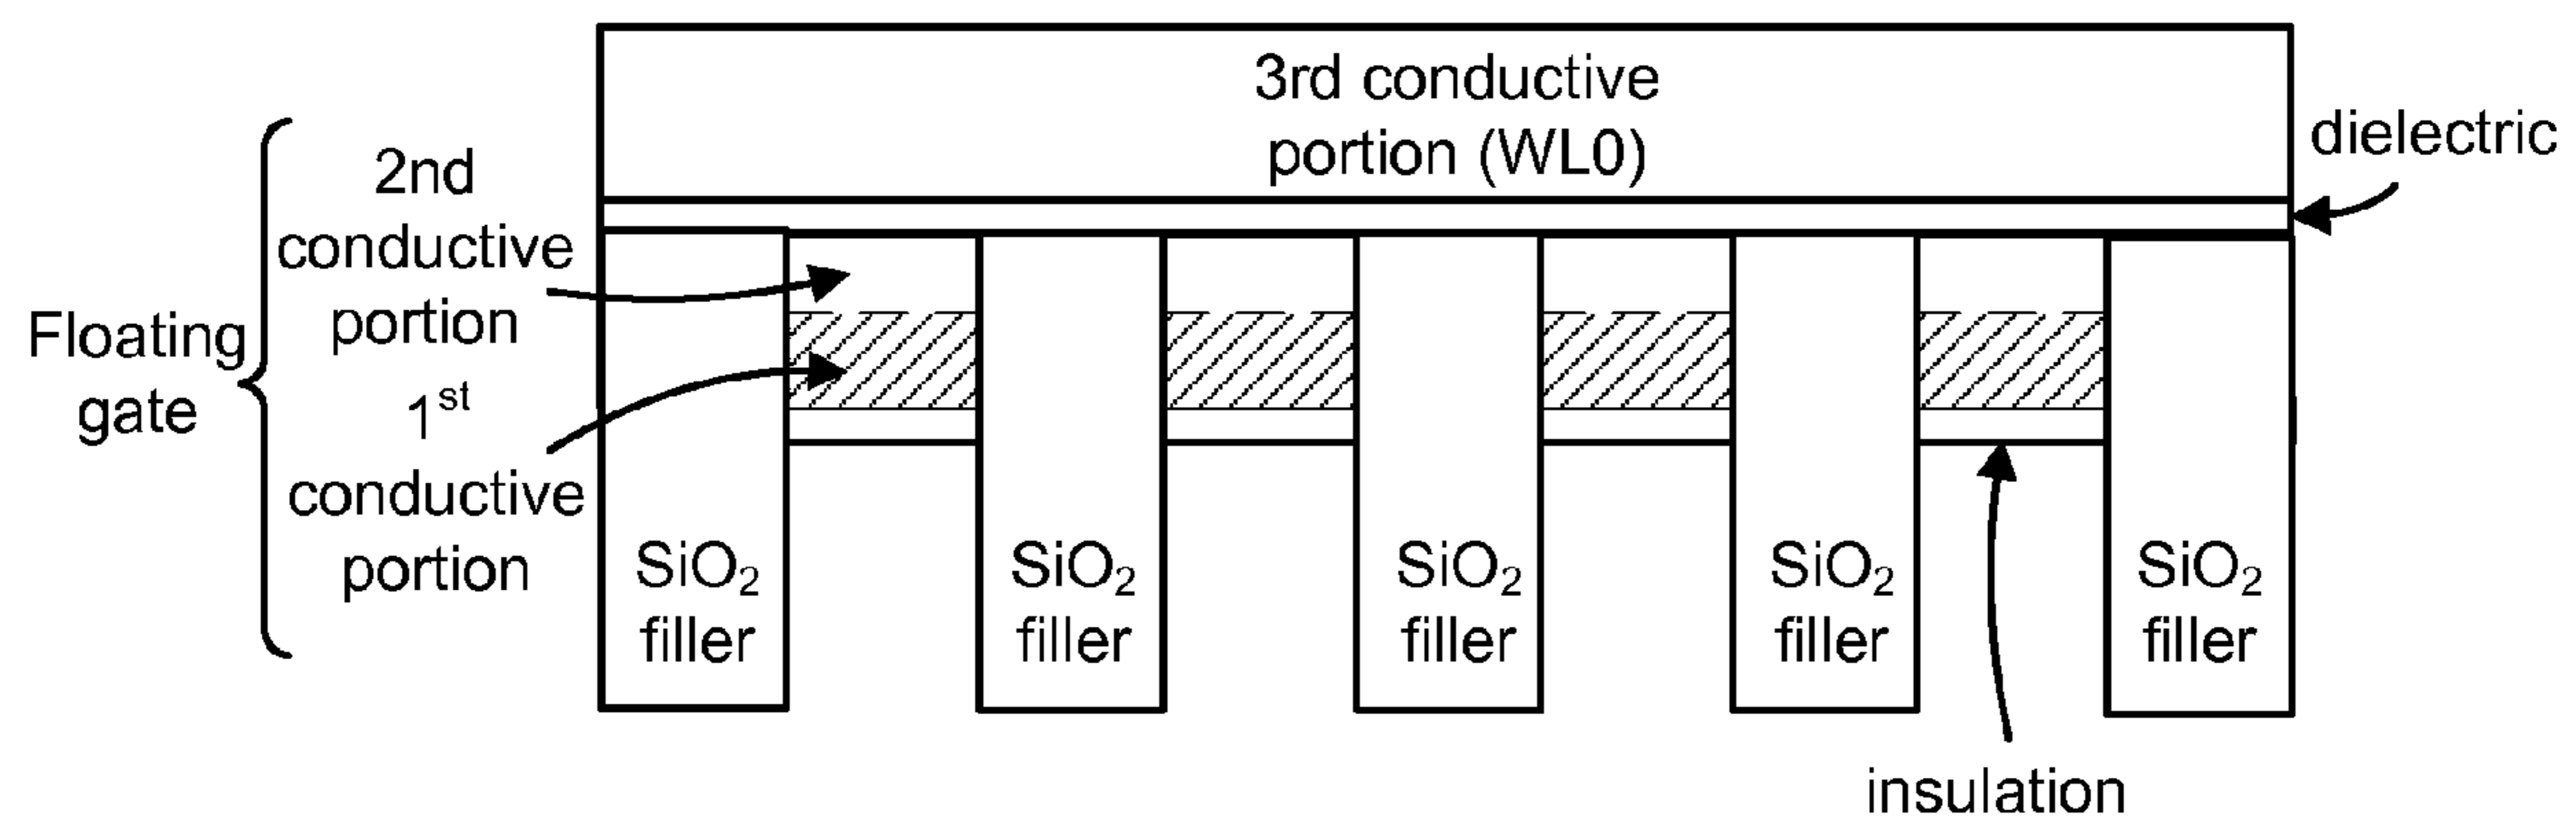 3rd conductive
portion (WL0)
dielectric
2nd
conductive
portion
Floating
gate
1st
conductive
portion
SiO2
filler
SiO2
filler
SiO2
filler
SiO2
filler
SiO2
filler
insulation